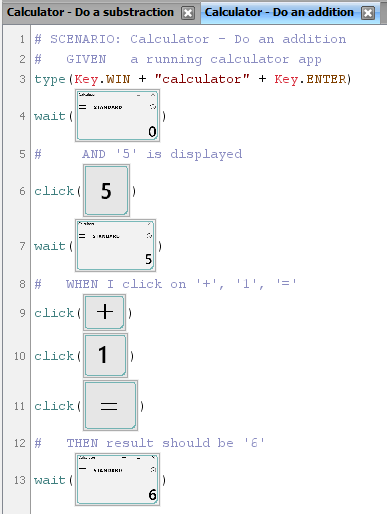 Calculator - Do a substraction Calculator - Do an addition
1 # SCENARIO: Calculator - Do an addition
2 #   GIVEN   a running calculator app
3 type(Key.WIN + "calculator" + Key.ENTER)
STANDARD
4 wait( 0 )
5 #     AND '5' is displayed
6 click( 5 )
STANDARD
7 wait( 5 )
8 #   WHEN I click on '+', '1', '='
9 click( + )
10 click( 1 )
11 click( = )
12 #   THEN result should be '6'
STANDARD
13 wait( 6 )